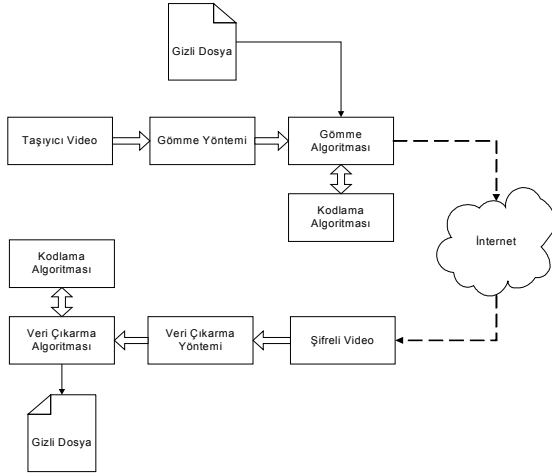 Gizli Dosya
Taşıyıcı Video
Gömme Yöntemi
Gömme
Algoritması
Kodlama
Algoritması
İnternet
Kodlama
Algoritması
Veri Çıkarma
Algoritması
Veri Çıkarma
Yöntemi
Şifreli Video
Gizli Dosya